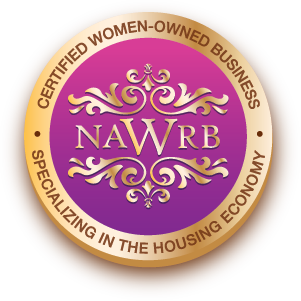 CERTIFIED WOMEN-OWNED BUSINESS
NAWRB
• SPECIALIZING IN THE HOUSING ECONOMY •